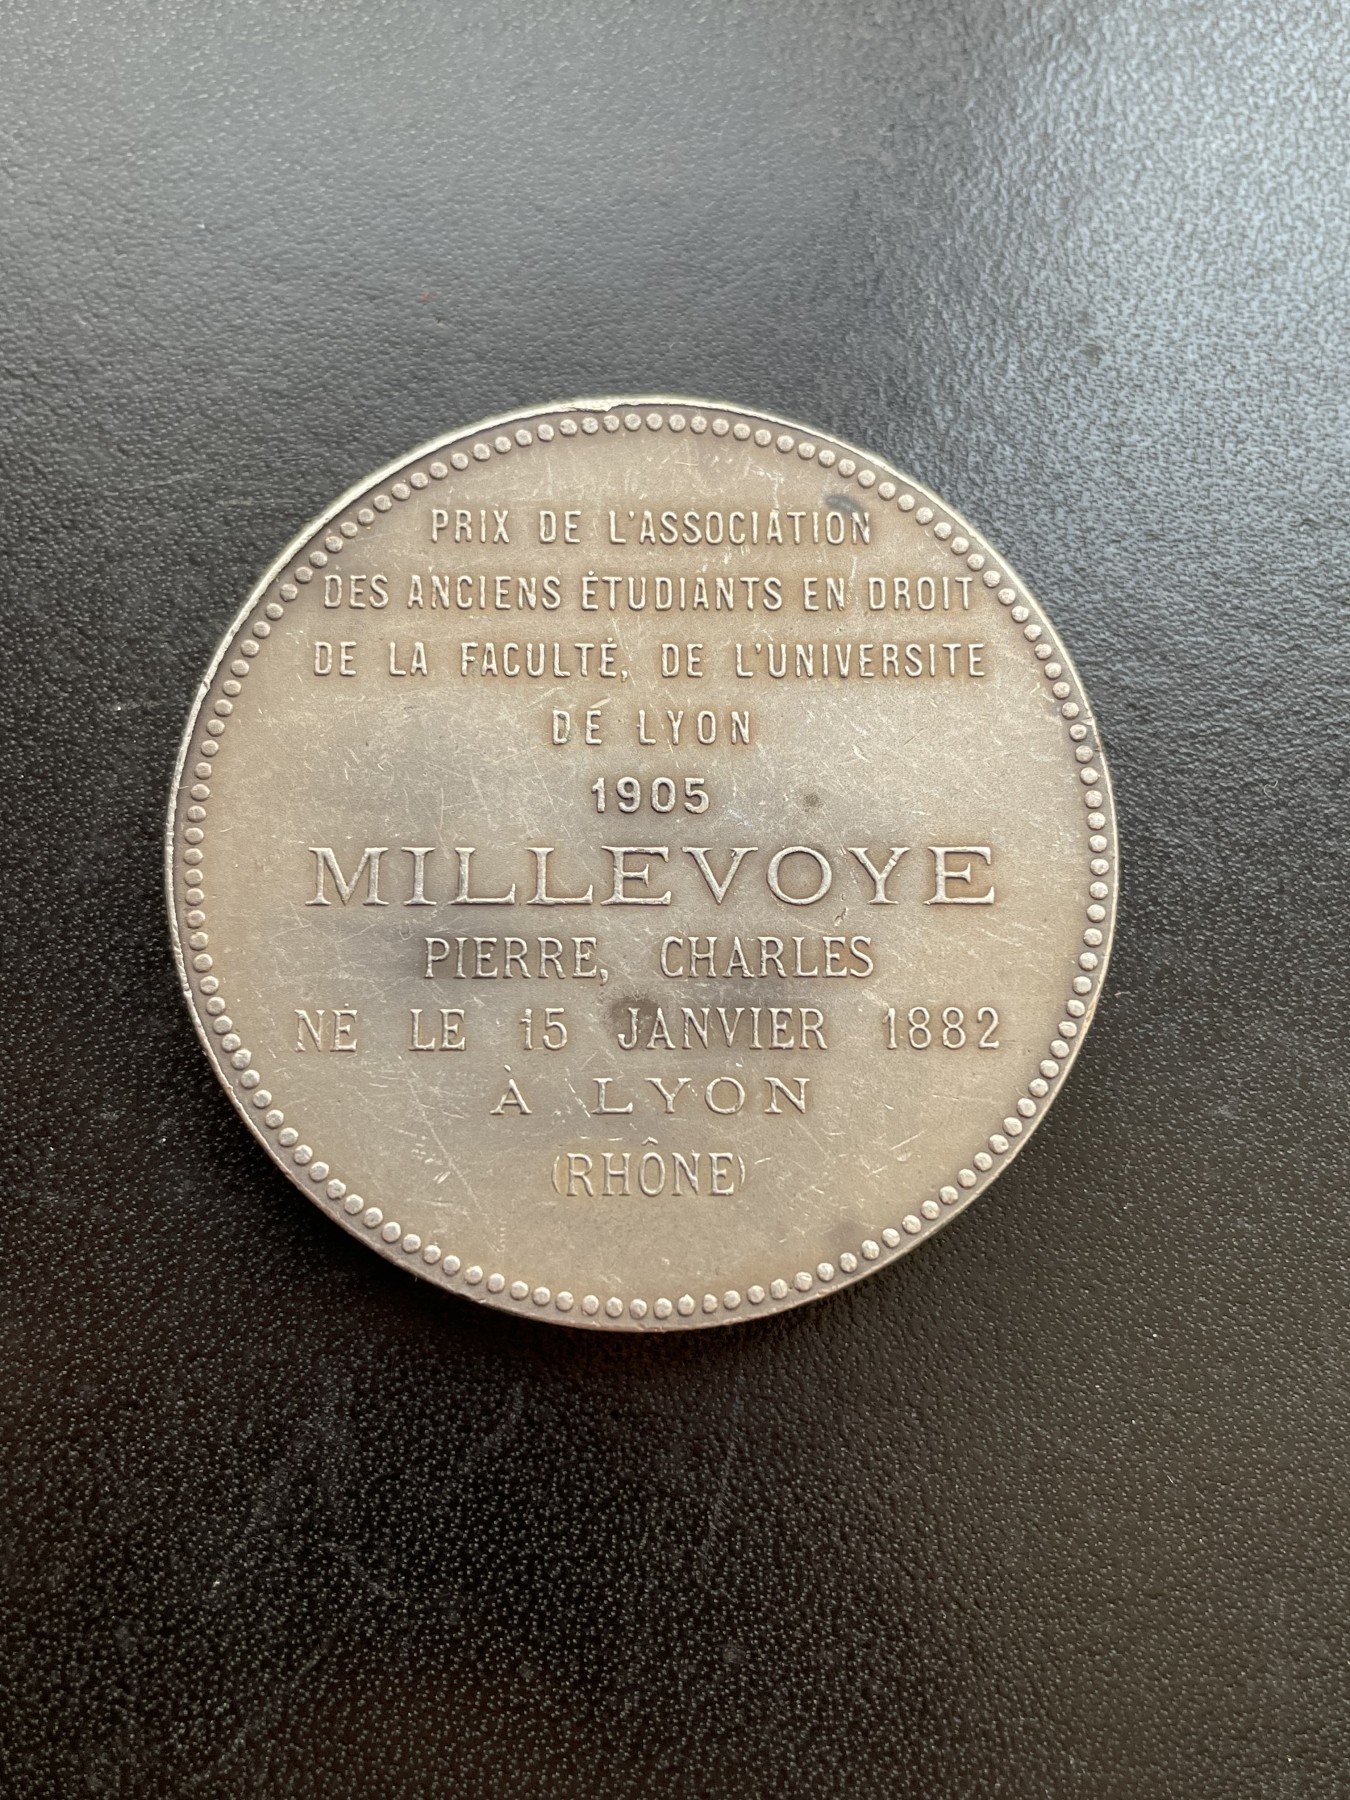 PRIX DE L'ASSOCIATION
DES ANCIENS ÉTUDIANTS EN DROIT
DE LA FACULTÉ, DE L'UNIVERSITE
DE LYON
1905
MILLEVOYE
PIERRE, CHARLES
NÉ LE 15 JANVIER 1882
À LYON
(RHÔNE)